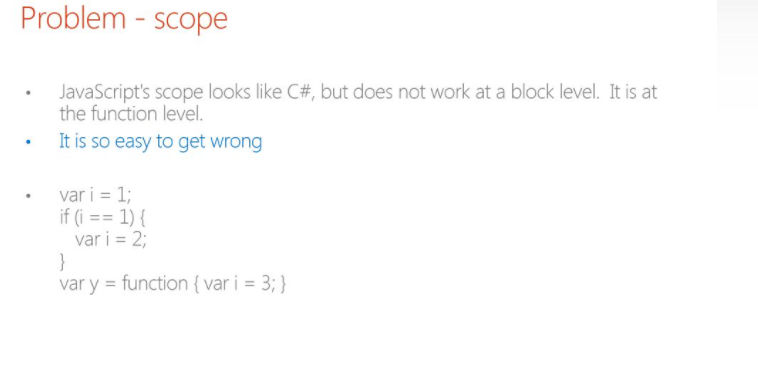 Problem - scope
• JavaScript's scope looks like C#, but does not work at a block level. It is at
the function level.
• It is so easy to get wrong
• var i = 1;
if (i == 1) {
var i = 2;
}
var y = function { var i = 3; }